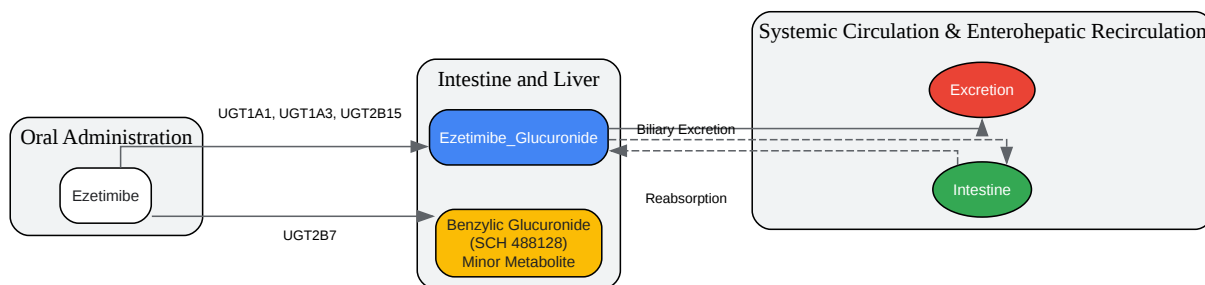 Systemic Circulation & Enterohepatic Recirculation
Intestine and Liver
Excretion
UGT1A1, UGT1A3, UGT2B15
Oral Administration
Ezetimibe_Glucuronide
Biliary Excretion
Ezetimibe
Intestine
Reabsorption
Benzylic Glucuronide
(SCH 488128)
Minor Metabolite
UGT2B7